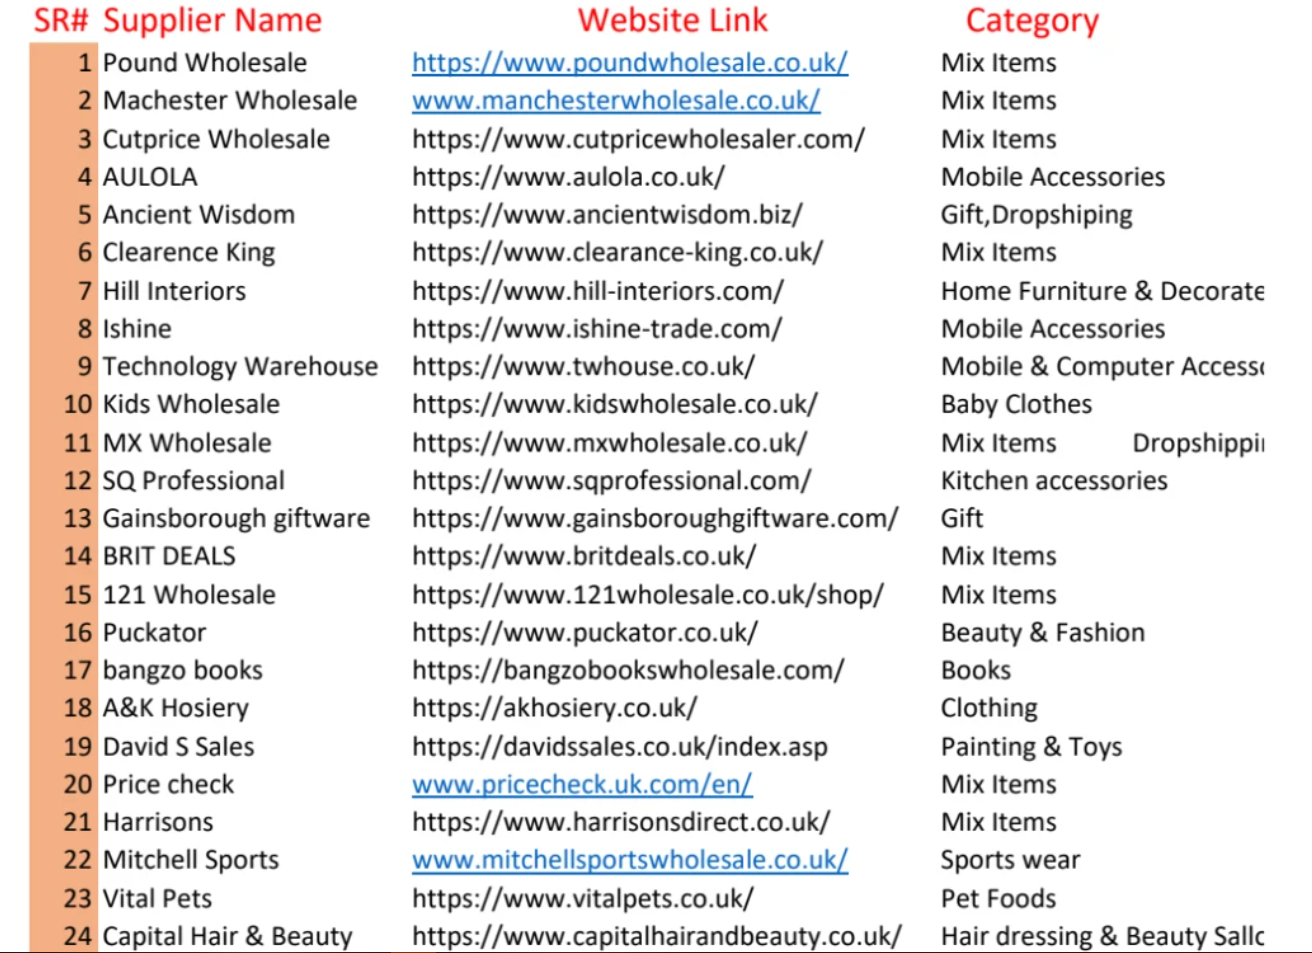 SR# Supplier Name Website Link Category
1 Pound Wholesale https://www.poundwholesale.co.uk/ Mix Items
2 Machester Wholesale www.manchesterwholesale.co.uk/ Mix Items
3 Cutprice Wholesale https://www.cutpricewholesaler.com/ Mix Items
4 AULOLA https://www.aulola.co.uk/ Mobile Accessories
5 Ancient Wisdom https://www.ancientwisdom.biz/ Gift,Dropshiping
6 Clearence King https://www.clearance-king.co.uk/ Mix Items
7 Hill Interiors https://www.hill-interiors.com/ Home Furniture & Decorate
8 Ishine https://www.ishine-trade.com/ Mobile Accessories
9 Technology Warehouse https://www.twhouse.co.uk/ Mobile & Computer Access
10 Kids Wholesale https://www.kidswholesale.co.uk/ Baby Clothes
11 MX Wholesale https://www.mxwholesale.co.uk/ Mix Items Dropshippi
12 SQ Professional https://www.sqprofessional.com/ Kitchen accessories
13 Gainsborough giftware https://www.gainsboroughgiftware.com/ Gift
14 BRIT DEALS https://www.britdeals.co.uk/ Mix Items
15 121 Wholesale https://www.121wholesale.co.uk/shop/ Mix Items
16 Puckator https://www.puckator.co.uk/ Beauty & Fashion
17 bangzo books https://bangzobookswholesale.com/ Books
18 A&K Hosiery https://akhosiery.co.uk/ Clothing
19 David S Sales https://davidssales.co.uk/index.asp Painting & Toys
20 Price check www.pricecheck.uk.com/en/ Mix Items
21 Harrisons https://www.harrisonsdirect.co.uk/ Mix Items
22 Mitchell Sports www.mitchellsportswholesale.co.uk/ Sports wear
23 Vital Pets https://www.vitalpets.co.uk/ Pet Foods
24 Capital Hair & Beauty https://www.capitalhairandbeauty.co.uk/ Hair dressing & Beauty Sall